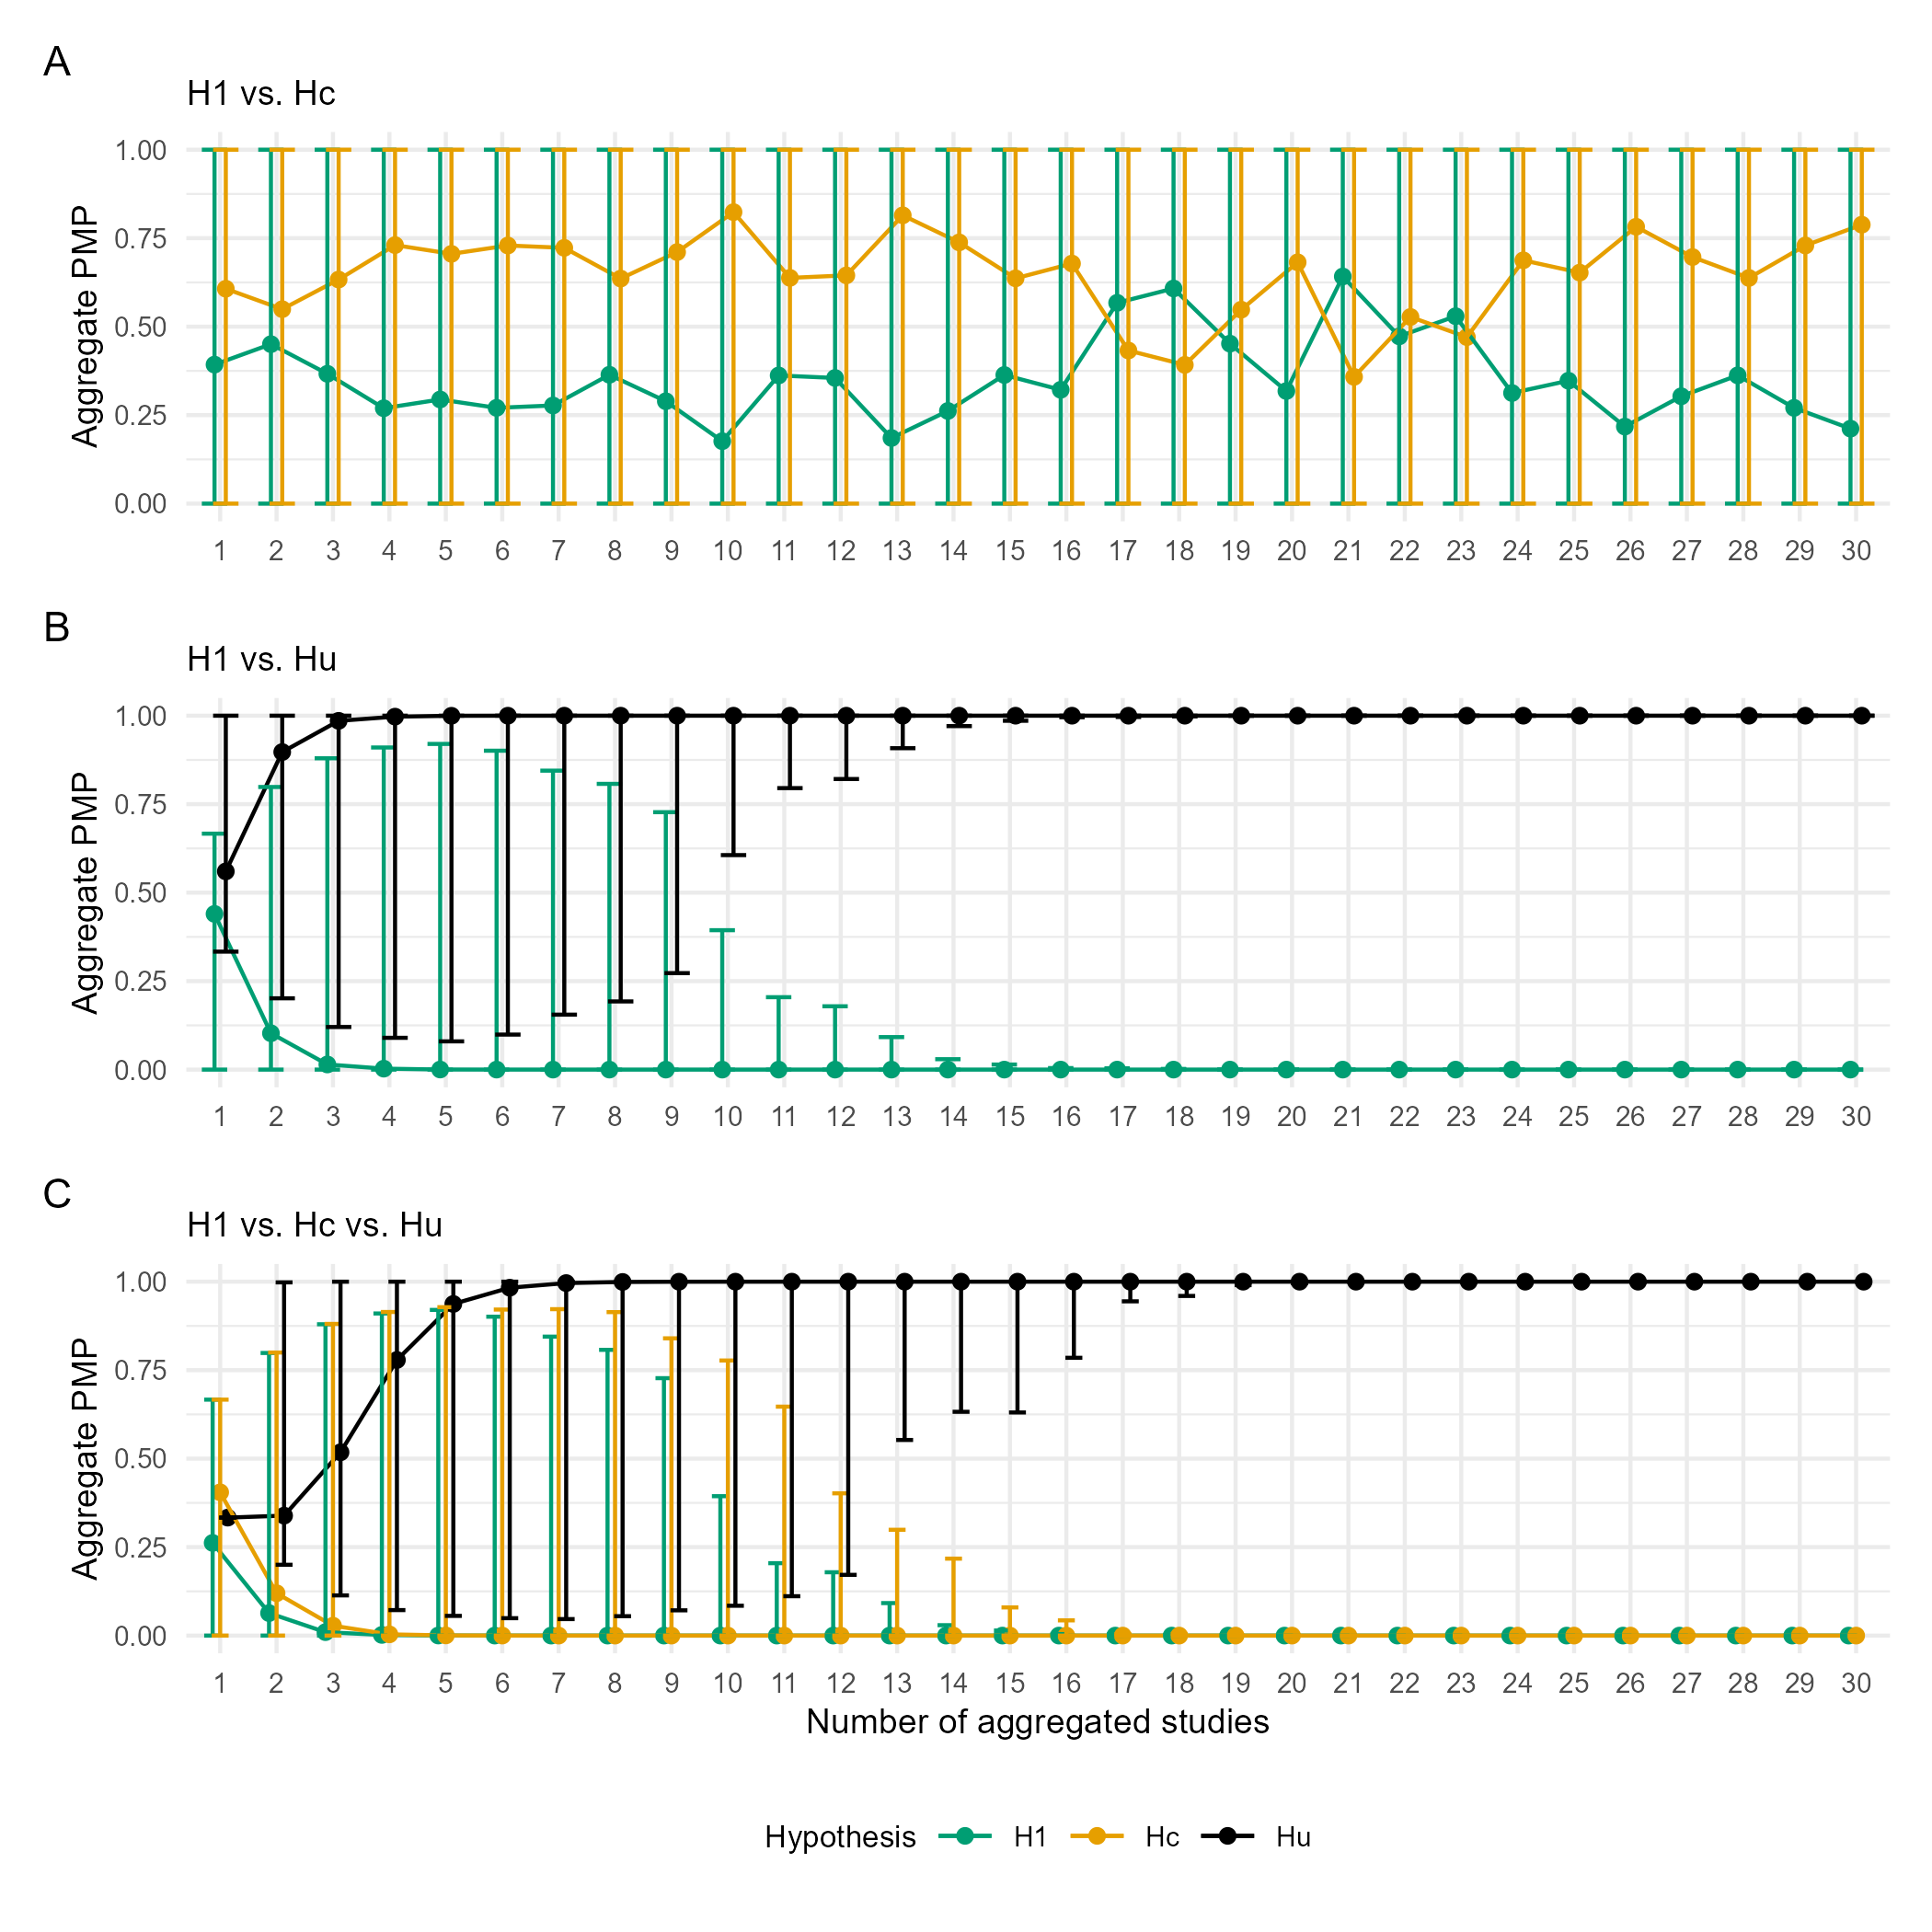 A
H1 vs. Hc
Aggregate PMP
1.00
0.75
0.50
0.25
0.00
1 2 3 4 5 6 7 8 9 10 11 12 13 14 15 16 17 18 19 20 21 22 23 24 25 26 27 28 29 30
B
H1 vs. Hu
Aggregate PMP
1.00
0.75
0.50
0.25
0.00
1 2 3 4 5 6 7 8 9 10 11 12 13 14 15 16 17 18 19 20 21 22 23 24 25 26 27 28 29 30
C
H1 vs. Hc vs. Hu
Aggregate PMP
1.00
0.75
0.50
0.25
0.00
1 2 3 4 5 6 7 8 9 10 11 12 13 14 15 16 17 18 19 20 21 22 23 24 25 26 27 28 29 30
Number of aggregated studies
Hypothesis H1 Hc Hu